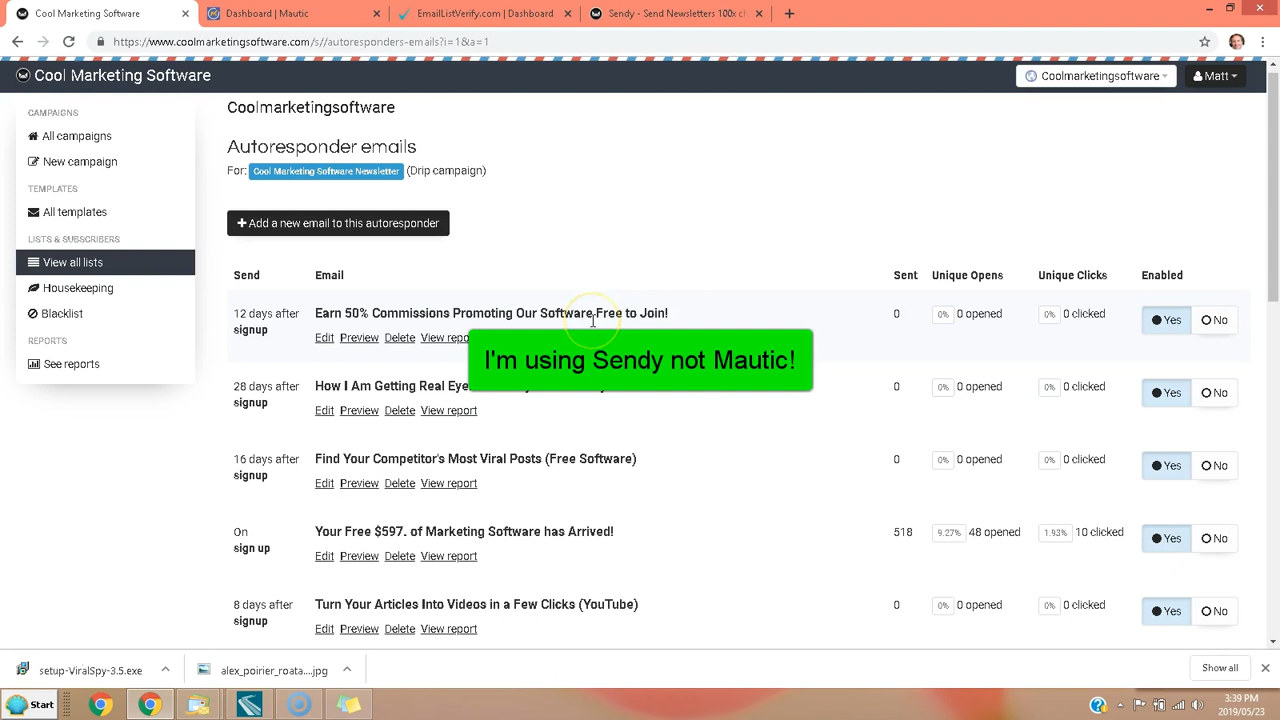 Cool Marketing Software
Dashboard | Mautic
EmailListVerify.com | Dashboard
Sendy - Send Newsletters 100x ch
https://www.coolmarketingsoftware.com/s//autoresponders-emails?i=1&a=1
Cool Marketing Software
Coolmarketingsoftware
Matt
CAMPAIGNS
All campaigns
New campaign
TEMPLATES
All templates
LISTS & SUBSCRIBERS
View all lists
Housekeeping
Blacklist
REPORTS
See reports
Coolmarketingsoftware
Autoresponder emails
For: Cool Marketing Software Newsletter (Drip campaign)
+ Add a new email to this autoresponder
Send Email Sent Unique Opens Unique Clicks Enabled
12 days after Earn 50% Commissions Promoting Our Software Free to Join! 0 0% 0 opened 0% 0 clicked Yes No
signup Edit Preview Delete View repo
I'm using Sendy not Mautic!
28 days after How I Am Getting Real Eye 0 0% 0 opened 0% 0 clicked Yes No
signup Edit Preview Delete View report
16 days after Find Your Competitor's Most Viral Posts (Free Software) 0 0% 0 opened 0% 0 clicked Yes No
signup Edit Preview Delete View report
On Your Free $597. of Marketing Software has Arrived! 518 9.27% 48 opened 1.93% 10 clicked Yes No
sign up Edit Preview Delete View report
8 days after Turn Your Articles Into Videos in a Few Clicks (YouTube) 0 0% 0 opened 0% 0 clicked Yes No
signup Edit Preview Delete View report
setup-ViralSpy-3.5.exe
alex_poirier_roata....jpg
Show all
Start
3:39 PM
2019/05/23